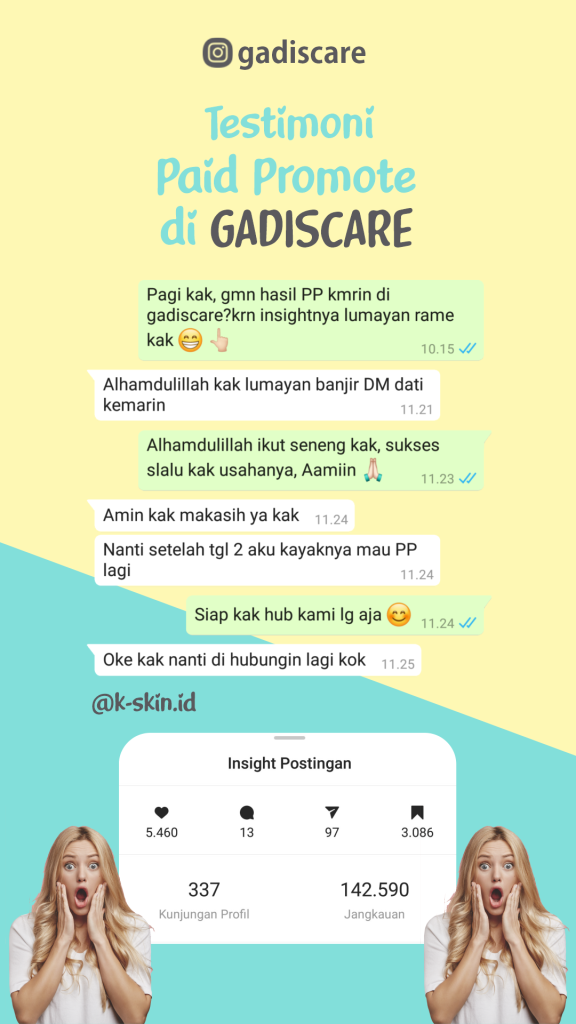 gadiscare
Testimoni
Paid Promote
di GADISCARE
Pagi kak, gmn hasil PP kmrin di
gadiscare?krn insightnya lumayan rame
kak 😁 👆🏻
10.15
Alhamdulillah kak lumayan banjir DM dati
kemarin
11.21
Alhamdulillah ikut seneng kak, sukses
slalu kak usahanya, Aamiin 🙏🏻
11.23
Amin kak makasih ya kak
11.24
Nanti setelah tgl 2 aku kayaknya mau PP
lagi
11.24
Siap kak hub kami lg aja 😊
11.24
Oke kak nanti di hubungin lagi kok
11.25
@k-skin.id
Insight Postingan
5.460 13 97 3.086
337 142.590
Kunjungan Profil Jangkauan